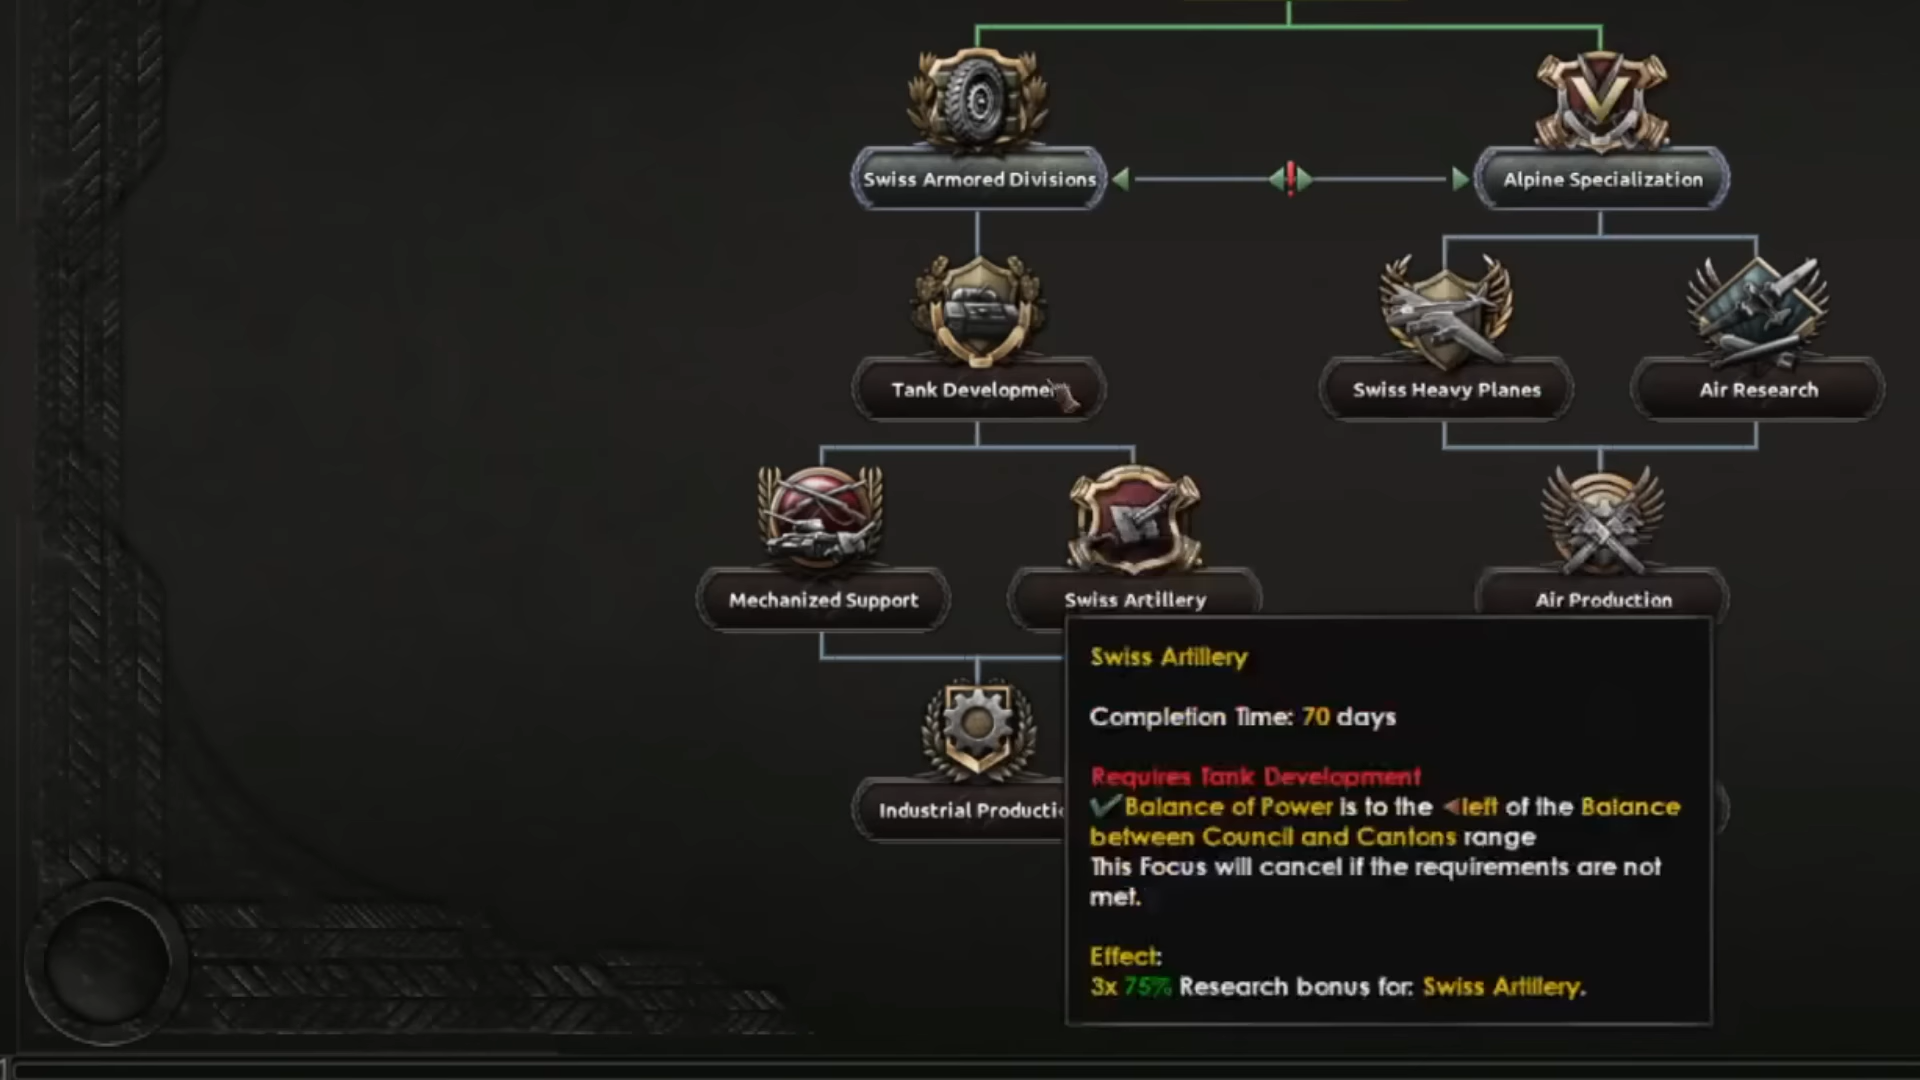 Swiss Armored Divisions
Alpine Specialization
Tank Developme
Swiss Heavy Planes
Air Research
Mechanized Support
Swiss Artillery
Air Production
Swiss Artillery
Completion Time: 70 days
Requires Tank Development
Balance of Power is to the left of the Balance
between Council and Cantons range
This Focus will cancel if the requirements are not
met.
Effect:
3x 75% Research bonus for: Swiss Artillery.
Industrial Producti